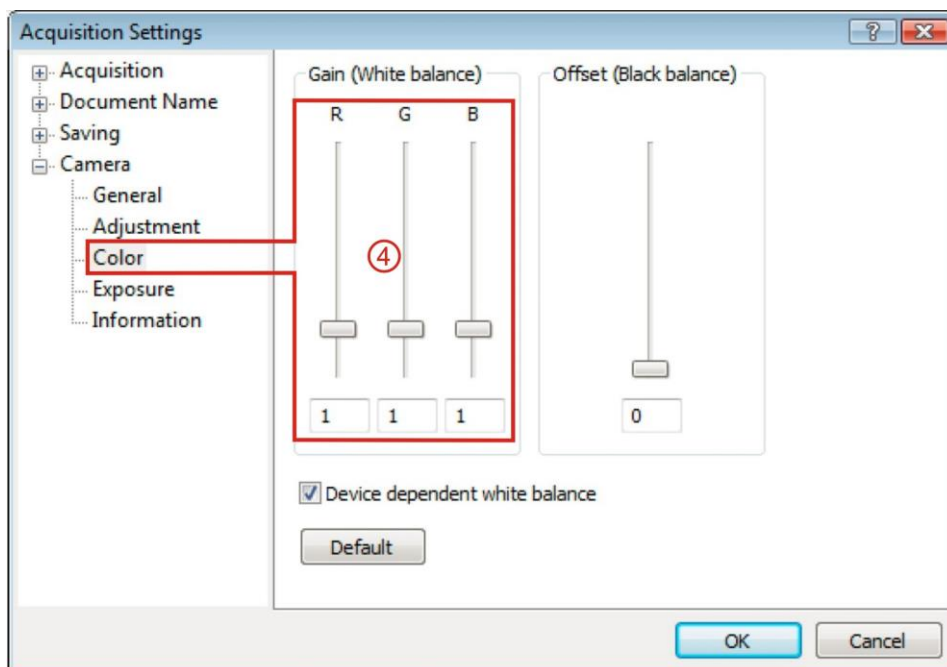 Acquisition Settings
Acquisition
Document Name
Saving
Camera
General
Adjustment
Color
Exposure
Information
Gain (White balance)
R G B
④
1 1 1
Offset (Black balance)
0
Device dependent white balance
Default
OK Cancel